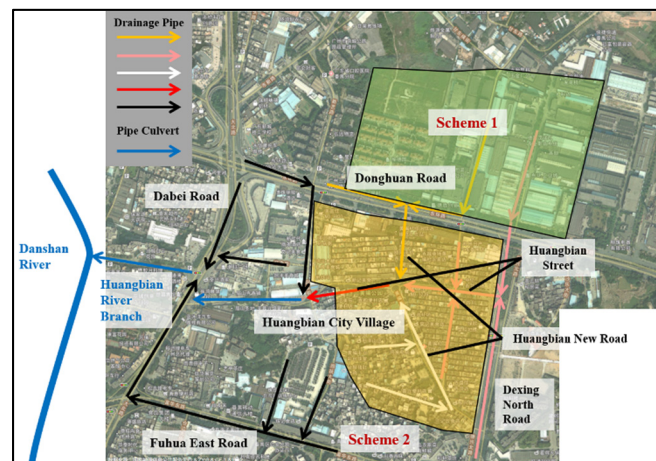 Drainage Pipe
Pipe Culvert
Scheme 1
Donghuan Road
Dabei Road
Danshan
River
Huangbian
River
Branch
Huangbian
Street
Huangbian City Village
Huangbian New Road
Dexing
North
Road
Fuhua East Road
Scheme 2